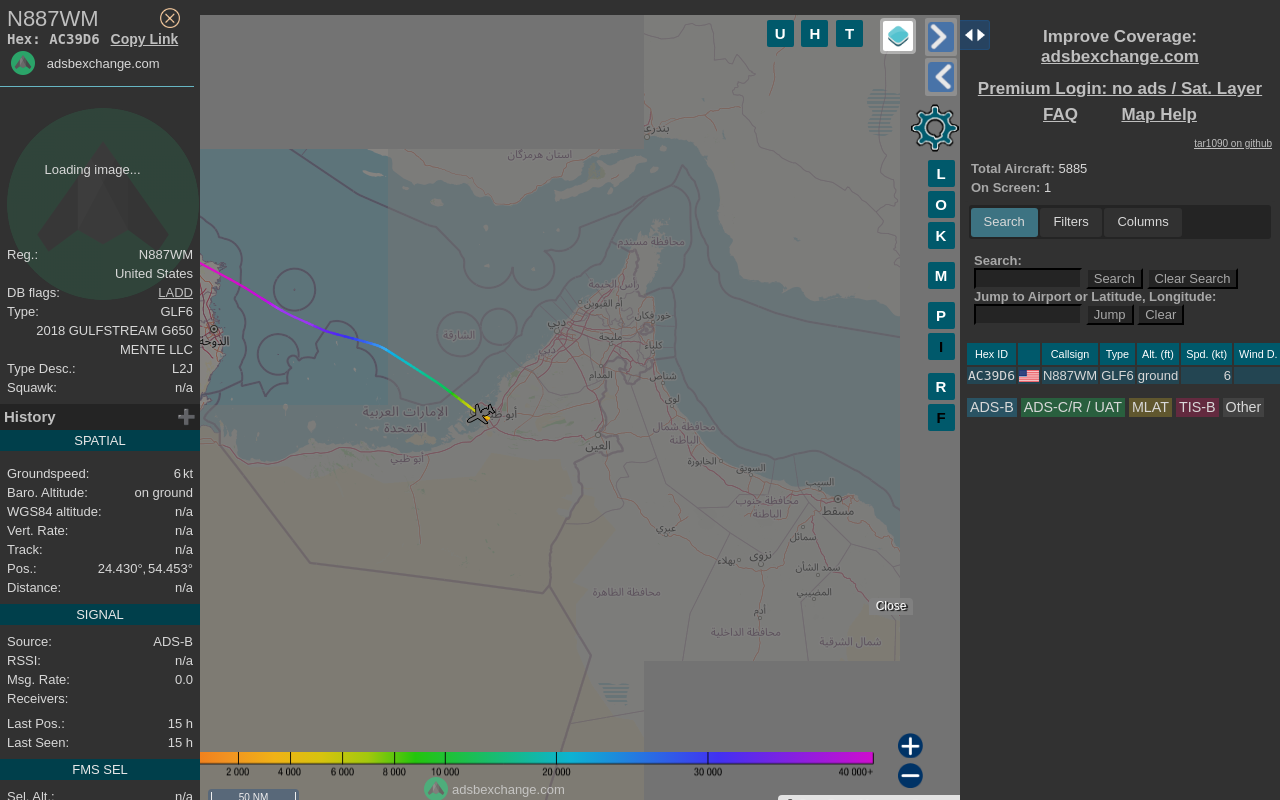 N887WM
Hex: AC39D6 Copy Link
adsbexchange.com
Loading image...
Reg.: N887WM
United States
DB flags: LADD
Type: GLF6
2018 GULFSTREAM G650
MENTE LLC
Type Desc.: L2J
Squawk: n/a
History
SPATIAL
Groundspeed: 6 kt
Baro. Altitude: on ground
WGS84 altitude: n/a
Vert. Rate: n/a
Track: n/a
Pos.: 24.430°, 54.453°
Distance: n/a
SIGNAL
Source: ADS-B
RSSI: n/a
Msg. Rate: 0.0
Receivers:
Last Pos.: 15 h
Last Seen: 15 h
FMS SEL
Sel. Alt.: n/a
U H T
L
O
K
M
P
I
R
F
استان هرمزگان
محافظة مسندم
رأس الخيمة
أم القيوين
دبي
خور فكان
مليحة
كلباء
دبي
المدام
شناص
الشارقة
الدوحة
لوى
الإمارات العربية
المتحدة
أبو ظبي
العين
محافظة شمال
الباطنة
الخابورة
السويق
السيب
مسقط
محافظة جنوب
الباطنة
عبري
سمائل
نزوى
بهلاء
سمد الشأن
المضيبي
محافظة الظاهرة
أدم
محافظة الداخلية
شمال الشرقية
Close
2 000 4 000 6 000 8 000 10 000 20 000 30 000 40 000+
adsbexchange.com
50 NM
Improve Coverage:
adsbexchange.com
Premium Login: no ads / Sat. Layer
FAQ Map Help
tar1090 on github
Total Aircraft: 5885
On Screen: 1
Search Filters Columns
Search:
Search Clear Search
Jump to Airport or Latitude, Longitude:
Jump Clear
Hex ID Callsign Type Alt. (ft) Spd. (kt) Wind D.
AC39D6 N887WM GLF6 ground 6
ADS-B ADS-C/R / UAT MLAT TIS-B Other